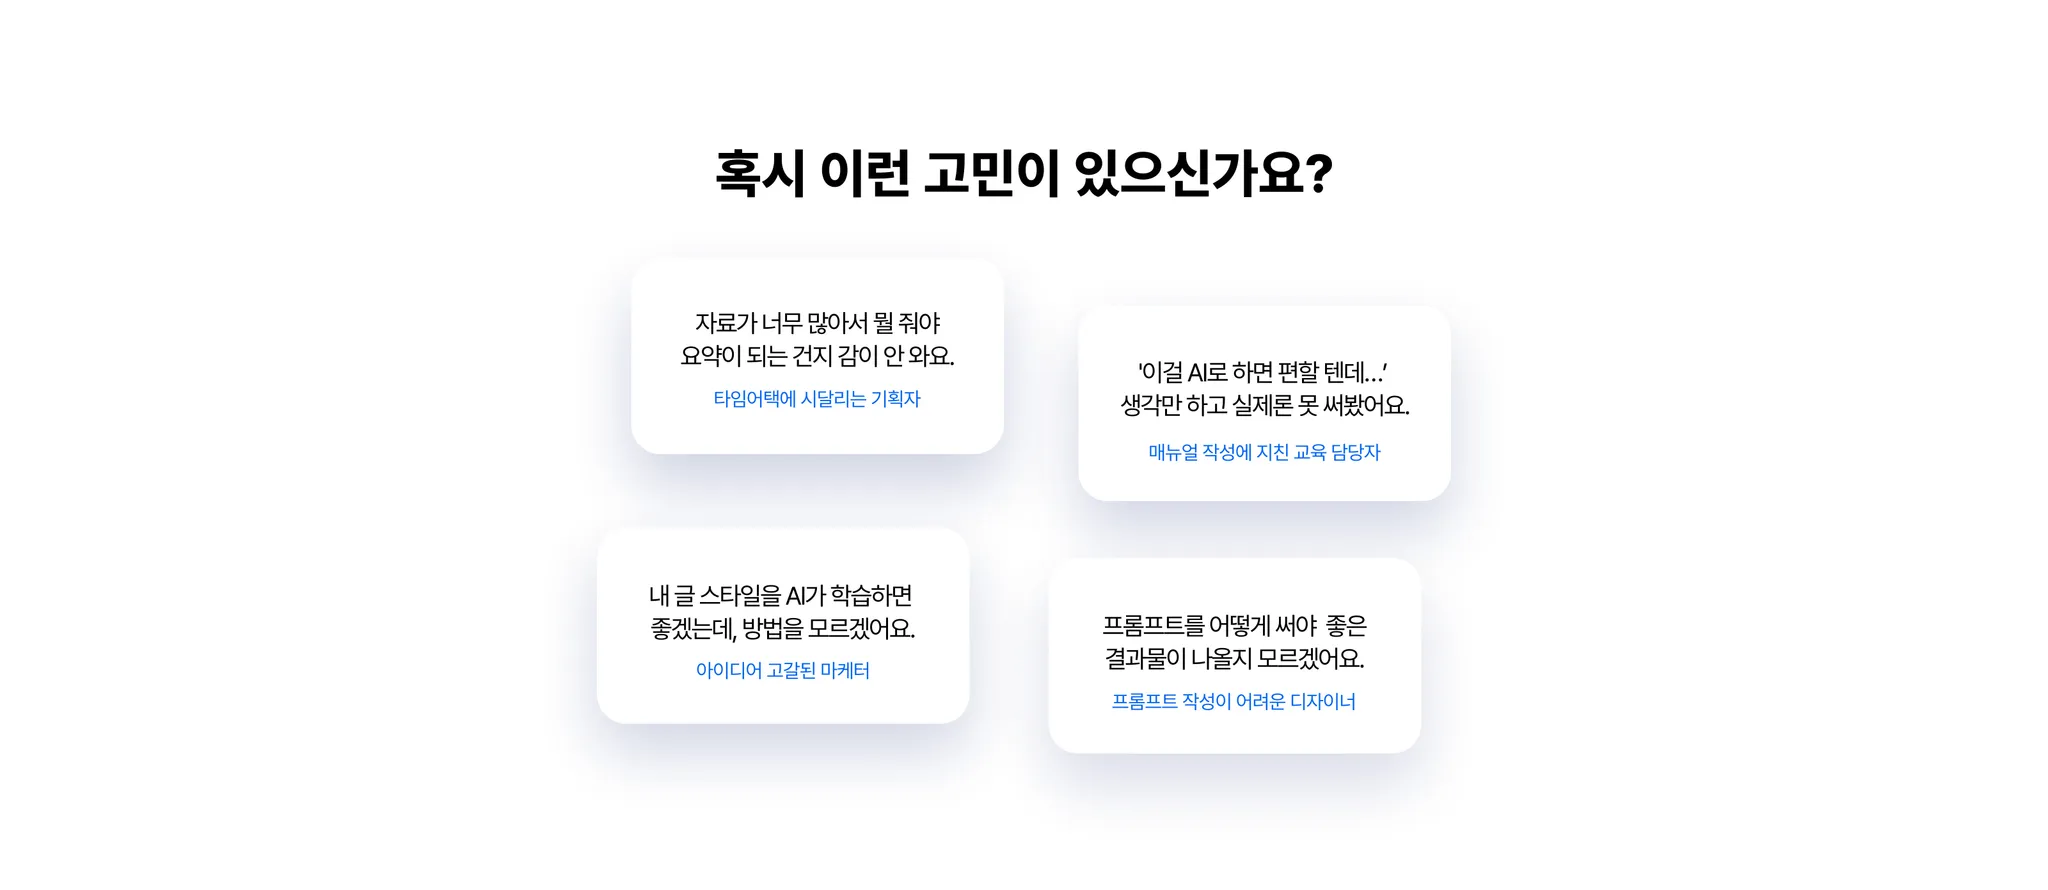 혹시 이런 고민이 있으신가요?
자료가 너무 많아서 뭘 줘야
요약이 되는 건지 감이 안 와요.
타임어택에 시달리는 기획자
'이걸 AI로 하면 편할 텐데...’
생각만 하고 실제론 못 써봤어요.
매뉴얼 작성에 지친 교육 담당자
내 글 스타일을 AI가 학습하면
좋겠는데, 방법을 모르겠어요.
아이디어 고갈된 마케터
프롬프트를 어떻게 써야 좋은
결과물이 나올지 모르겠어요.
프롬프트 작성이 어려운 디자이너